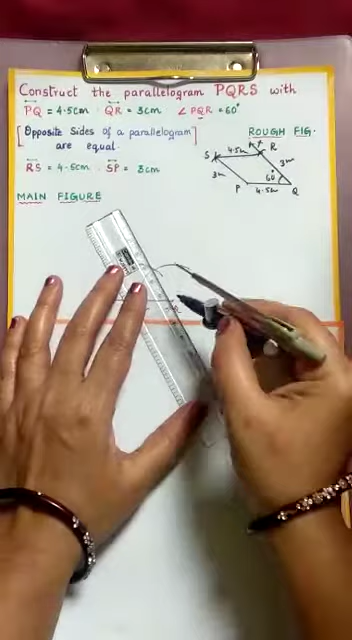 Construct the parallelogram PQRS with
PQ = 4.5cm QR = 3cm ∠ PQR = 60°
[Opposite Sides of a parallelogram
are equal.]
ROUGH FIG.
RS = 4.5cm SP = 3cm
S 4.5cm R
3cm 60° 3cm
P 4.5cm Q
MAIN FIGURE